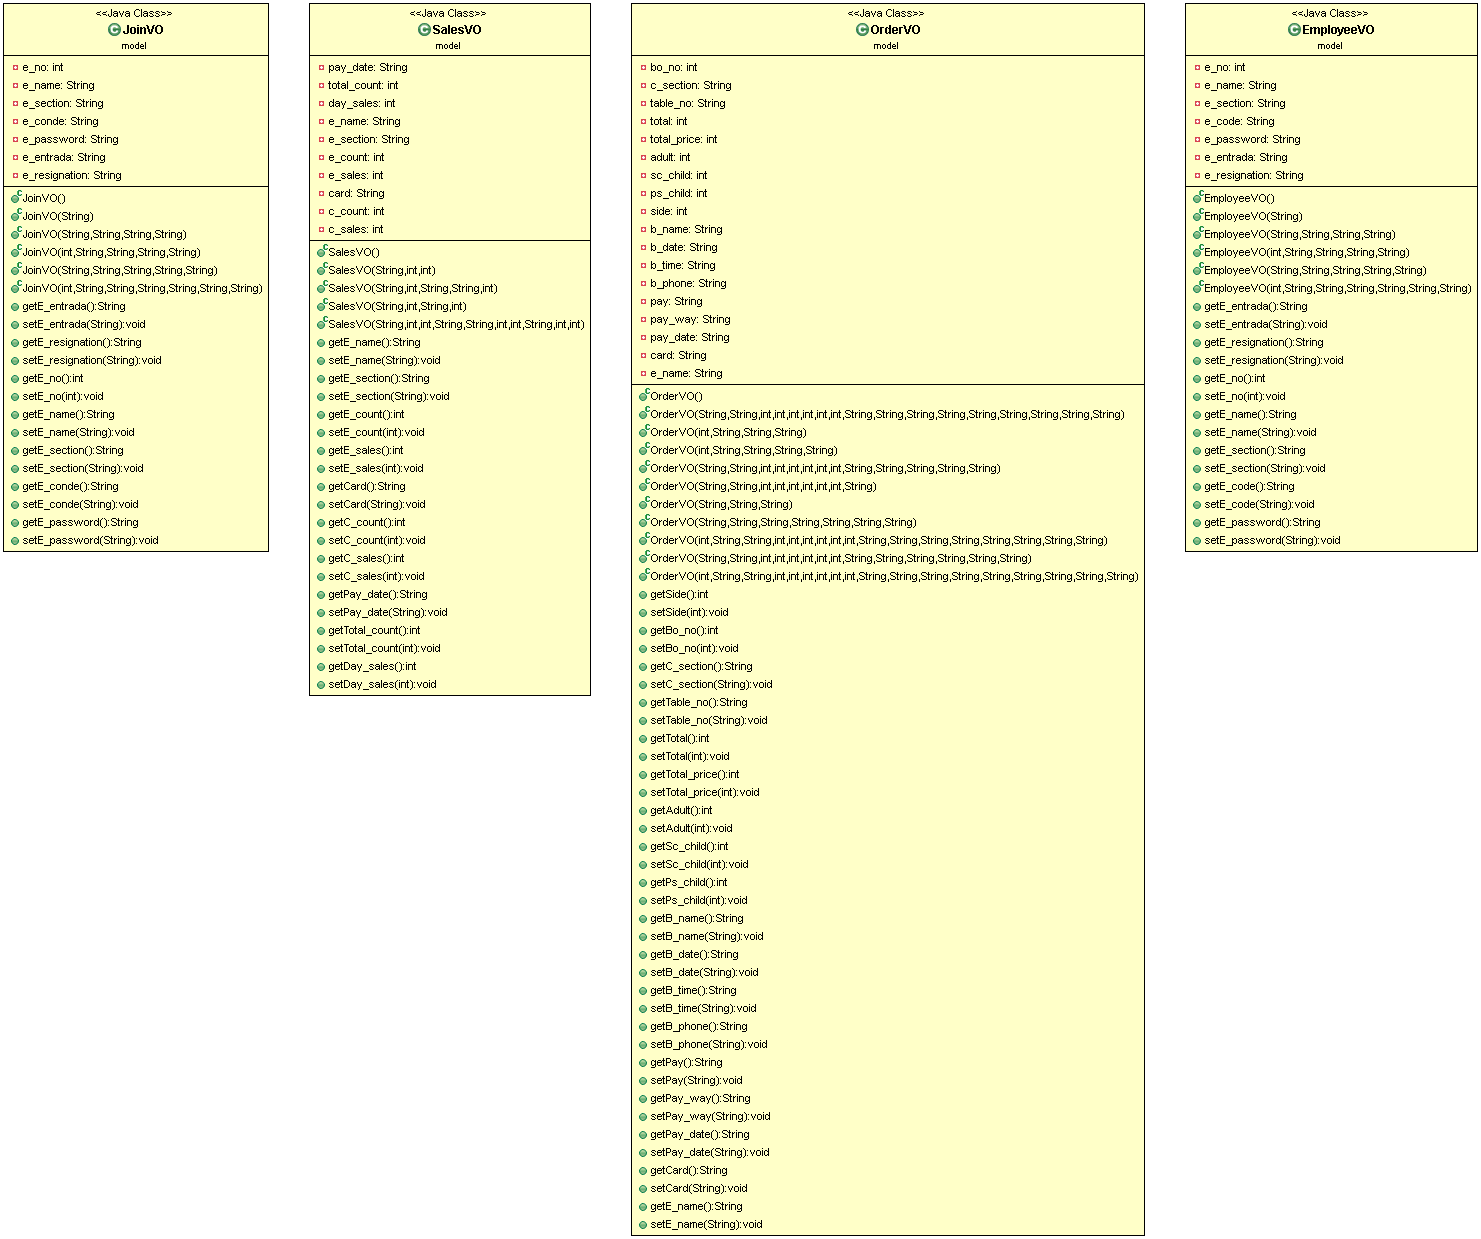 <<Java Class>>
JoinVO
model
e_no: int
e_name: String
e_section: String
e_conde: String
e_password: String
e_entrada: String
e_resignation: String
JoinVO()
JoinVO(String)
JoinVO(String,String,String,String)
JoinVO(int,String,String,String,String)
JoinVO(String,String,String,String,String)
JoinVO(int,String,String,String,String,String,String)
getE_entrada():String
setE_entrada(String):void
getE_resignation():String
setE_resignation(String):void
getE_no():int
setE_no(int):void
getE_name():String
setE_name(String):void
getE_section():String
setE_section(String):void
getE_conde():String
setE_conde(String):void
getE_password():String
setE_password(String):void
<<Java Class>>
SalesVO
model
pay_date: String
total_count: int
day_sales: int
e_name: String
e_section: String
e_count: int
e_sales: int
card: String
c_count: int
c_sales: int
SalesVO()
SalesVO(String,int,int)
SalesVO(String,int,String,String,int)
SalesVO(String,int,String,int)
SalesVO(String,int,int,String,String,int,int,String,int,int)
getE_name():String
setE_name(String):void
getE_section():String
setE_section(String):void
getE_count():int
setE_count(int):void
getE_sales():int
setE_sales(int):void
getCard():String
setCard(String):void
getC_count():int
setC_count(int):void
getC_sales():int
setC_sales(int):void
getPay_date():String
setPay_date(String):void
getTotal_count():int
setTotal_count(int):void
getDay_sales():int
setDay_sales(int):void
<<Java Class>>
OrderVO
model
bo_no: int
c_section: String
table_no: String
total: int
total_price: int
adult: int
sc_child: int
ps_child: int
side: int
b_name: String
b_date: String
b_time: String
b_phone: String
pay: String
pay_way: String
pay_date: String
card: String
e_name: String
OrderVO()
OrderVO(String,String,int,int,int,int,int,int,String,String,String,String,String,String,String,String,String)
OrderVO(int,String,String,String)
OrderVO(int,String,String,String,String)
OrderVO(String,String,int,int,int,int,int,int,String,String,String,String,String)
OrderVO(String,String,int,int,int,int,int,int,String)
OrderVO(String,String,String)
OrderVO(String,String,String,String,String,String,String)
OrderVO(int,String,int,int,int,int,int,int,String,String,String,String,String,String,String,String,String)
OrderVO(String,String,int,int,int,int,int,int,String,String,String,String,String,String)
OrderVO(int,String,String,int,int,int,int,int,int,String,String,String,String,String,String,String,String,String)
getSide():int
setSide(int):void
getBo_no():int
setBo_no(int):void
getC_section():String
setC_section(String):void
getTable_no():String
setTable_no(String):void
getTotal():int
setTotal(int):void
getTotal_price():int
setTotal_price(int):void
getAdult():int
setAdult(int):void
getSc_child():int
setSc_child(int):void
getPs_child():int
setPs_child(int):void
getB_name():String
setB_name(String):void
getB_date():String
setB_date(String):void
getB_time():String
setB_time(String):void
getB_phone():String
setB_phone(String):void
getPay():String
setPay(String):void
getPay_way():String
setPay_way(String):void
getPay_date():String
setPay_date(String):void
getCard():String
setCard(String):void
getE_name():String
setE_name(String):void
<<Java Class>>
EmployeeVO
model
e_no: int
e_name: String
e_section: String
e_code: String
e_password: String
e_entrada: String
e_resignation: String
EmployeeVO()
EmployeeVO(String)
EmployeeVO(String,String,String,String)
EmployeeVO(int,String,String,String,String)
EmployeeVO(String,String,String,String,String)
EmployeeVO(int,String,String,String,String,String,String)
getE_entrada():String
setE_entrada(String):void
getE_resignation():String
setE_resignation(String):void
getE_no():int
setE_no(int):void
getE_name():String
setE_name(String):void
getE_section():String
setE_section(String):void
getE_code():String
setE_code(String):void
getE_password():String
setE_password(String):void